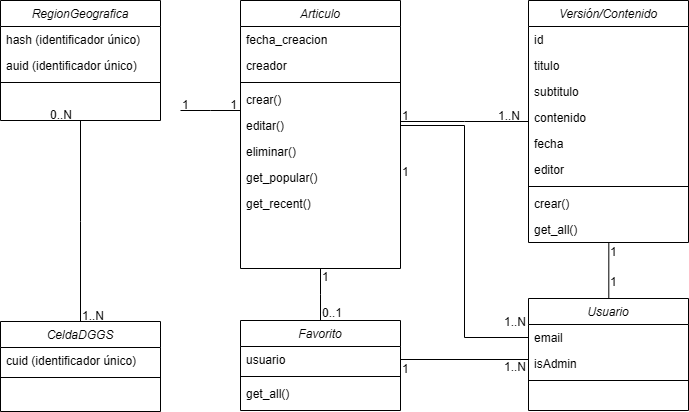 RegionGeografica
hash (identificador único)
auid (identificador único)
0..N
1..N
CeldaDGGS
cuid (identificador único)
Articulo
fecha_creacion
creador
crear()
editar()
eliminar()
get_popular()
get_recent()
1
1
1
1..N
1
1
0..1
Favorito
usuario
get_all()
1
1..N
1..N
Versión/Contenido
id
titulo
subtitulo
contenido
fecha
editor
crear()
get_all()
1
1
Usuario
email
isAdmin